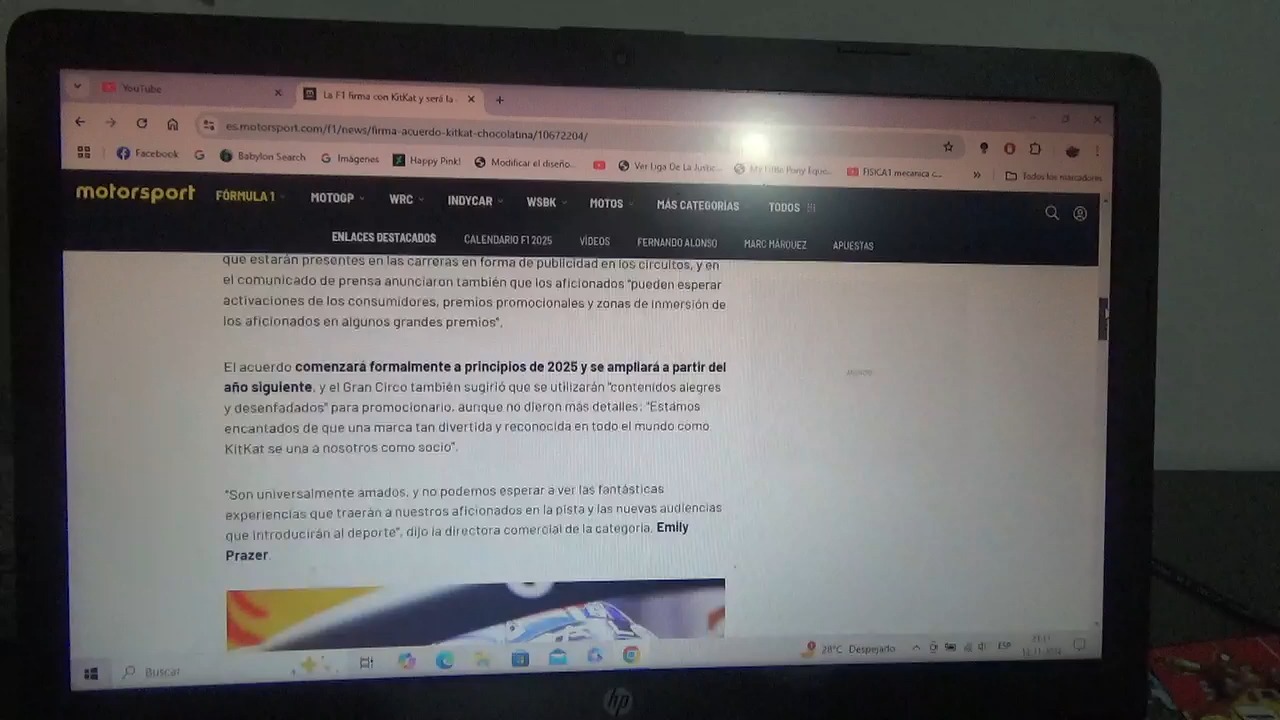 YouTube
La F1 firma con KitKat y será la
es.motorsport.com/f1/news/firma-acuerdo-kitkat-chocolatina/10672204/
Facebook
Babylon Search
Imágenes
Happy Pink!
Modificar el diseño...
Ver Liga De La Justic...
My Little Pony Eque...
FISICA1 mecanica c...
Todos los marcadores
motorsport FÓRMULA 1 MOTOGP WRC INDYCAR WSBK MOTOS MÁS CATEGORÍAS TODOS
ENLACES DESTACADOS CALENDARIO F1 2025 VÍDEOS FERNANDO ALONSO MARC MÁRQUEZ APUESTAS
que estarán presentes en las carreras en forma de publicidad en los circuitos, y en
el comunicado de prensa anunciaron también que los aficionados "pueden esperar
activaciones de los consumidores, premios promocionales y zonas de inmersión de
los aficionados en algunos grandes premios".
El acuerdo comenzará formalmente a principios de 2025 y se ampliará a partir del
año siguiente, y el Gran Circo también sugirió que se utilizarán "contenidos alegres
y desenfadados" para promocionarlo, aunque no dieron más detalles: "Estamos
encantados de que una marca tan divertida y reconocida en todo el mundo como
KitKat se una a nosotros como socio".
"Son universalmente amados, y no podemos esperar a ver las fantásticas
experiencias que traerán a nuestros aficionados en la pista y las nuevas audiencias
que introducirán al deporte", dijo la directora comercial de la categoría, Emily
Prazer.
Buscar
28°C Despejado
ESP
hp